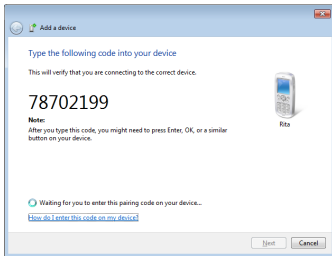 Add a device
Type the following code into your device
This will verify that you are connecting to the correct device.
78702199
Note:
After you type this code, you might need to press Enter, OK, or a similar
button on your device.
Rita
Waiting for you to enter this pairing code on your device...
How do I enter this code on my device?
Next
Cancel